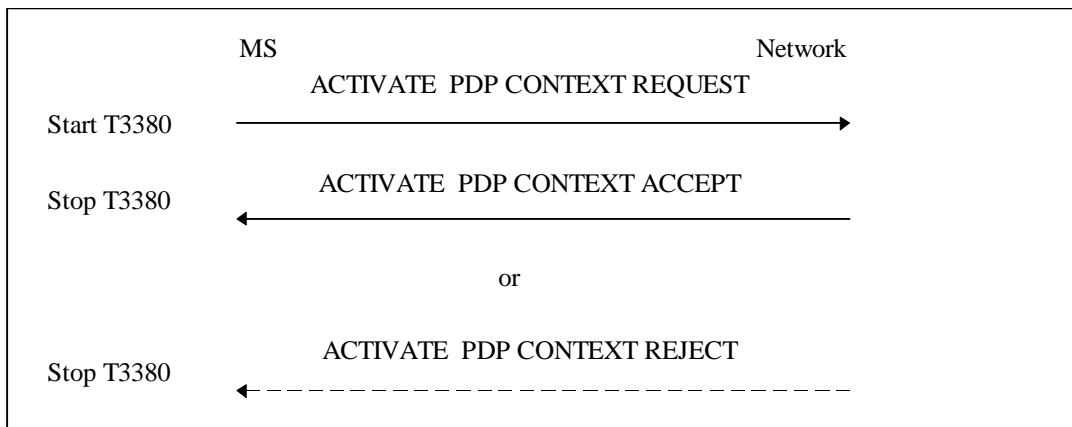 MS Network
ACTIVATE PDP CONTEXT REQUEST
Start T3380
ACTIVATE PDP CONTEXT ACCEPT
Stop T3380
or
ACTIVATE PDP CONTEXT REJECT
Stop T3380